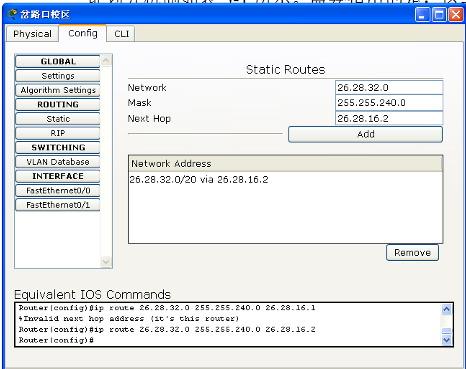 岔路口校区
Physical Config CLI
GLOBAL
Settings
Algorithm Settings
ROUTING
Static
RIP
SWITCHING
VLAN Database
INTERFACE
FastEthernet0/0
FastEthernet0/1
Static Routes
Network 26.28.32.0
Mask 255.255.240.0
Next Hop 26.28.16.2
Add
Network Address
26.28.32.0/20 via 26.28.16.2
Remove
Equivalent IOS Commands
Router(config)#ip route 26.28.32.0 255.255.240.0 26.28.16.1
%Invalid next hop address (it's this router)
Router(config)#ip route 26.28.32.0 255.255.240.0 26.28.16.2
Router(config)#